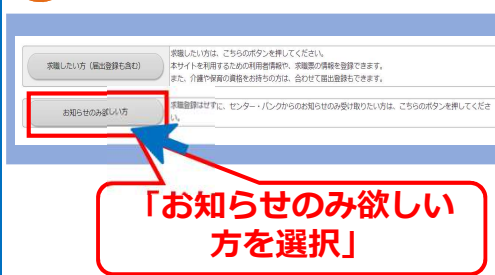 求職したい方（届出登録も含む）
求職したい方は、こちらのボタンを押してください。
本サイトを利用するための利用者情報や、求職票の情報を登録できます。
また、介護や保育の資格をお持ちの方は、合わせて届出登録もできます。
お知らせのみ欲しい方
求職登録はせずに、センター・バンクからのお知らせのみ受け取りたい方は、こちらのボタンを押してくださ
い。
「お知らせのみ欲しい
方を選択」